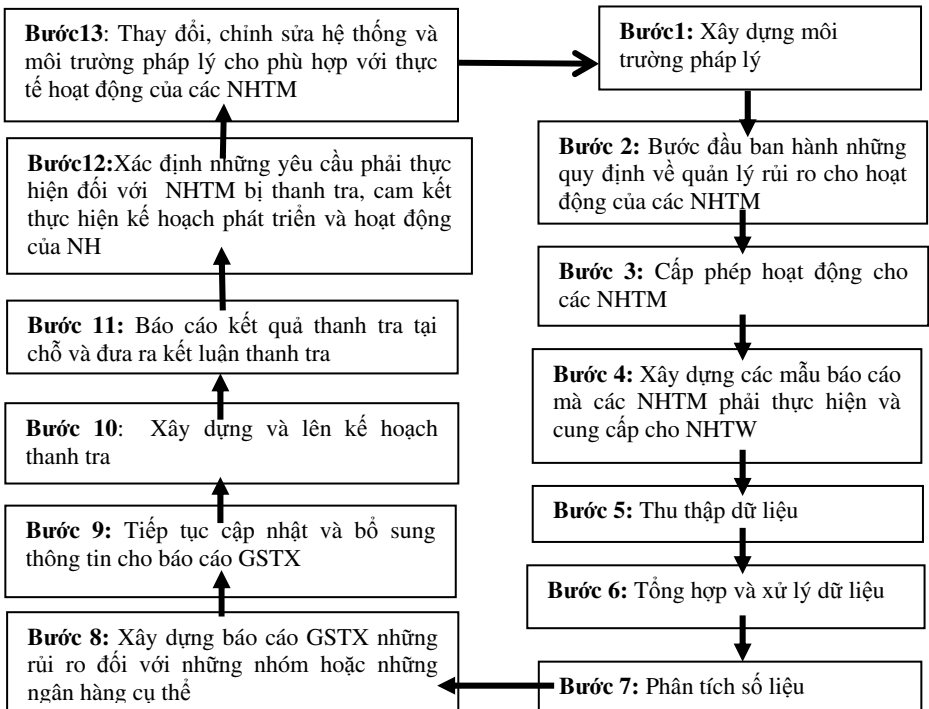 Bước1: Xây dựng môi
trường pháp lý
Bước 2: Bước đầu ban hành những
quy định về quản lý rủi ro cho hoạt
động của các NHTM
Bước 3: Cấp phép hoạt động cho
các NHTM
Bước 4: Xây dựng các mẫu báo cáo
mà các NHTM phải thực hiện và
cung cấp cho NHTW
Bước 5: Thu thập dữ liệu
Bước 6: Tổng hợp và xử lý dữ liệu
Bước 7: Phân tích số liệu
Bước 8: Xây dựng báo cáo GSTX những
rủi ro đối với những nhóm hoặc những
ngân hàng cụ thể
Bước 9: Tiếp tục cập nhật và bổ sung
thông tin cho báo cáo GSTX
Bước 10: Xây dựng và lên kế hoạch
thanh tra
Bước 11: Báo cáo kết quả thanh tra tại
chỗ và đưa ra kết luận thanh tra
Bước12:Xác định những yêu cầu phải thực
hiện đối với NHTM bị thanh tra, cam kết
thực hiện kế hoạch phát triển và hoạt động
của NH
Bước13: Thay đổi, chỉnh sửa hệ thống và
môi trường pháp lý cho phù hợp với thực
tế hoạt động của các NHTM